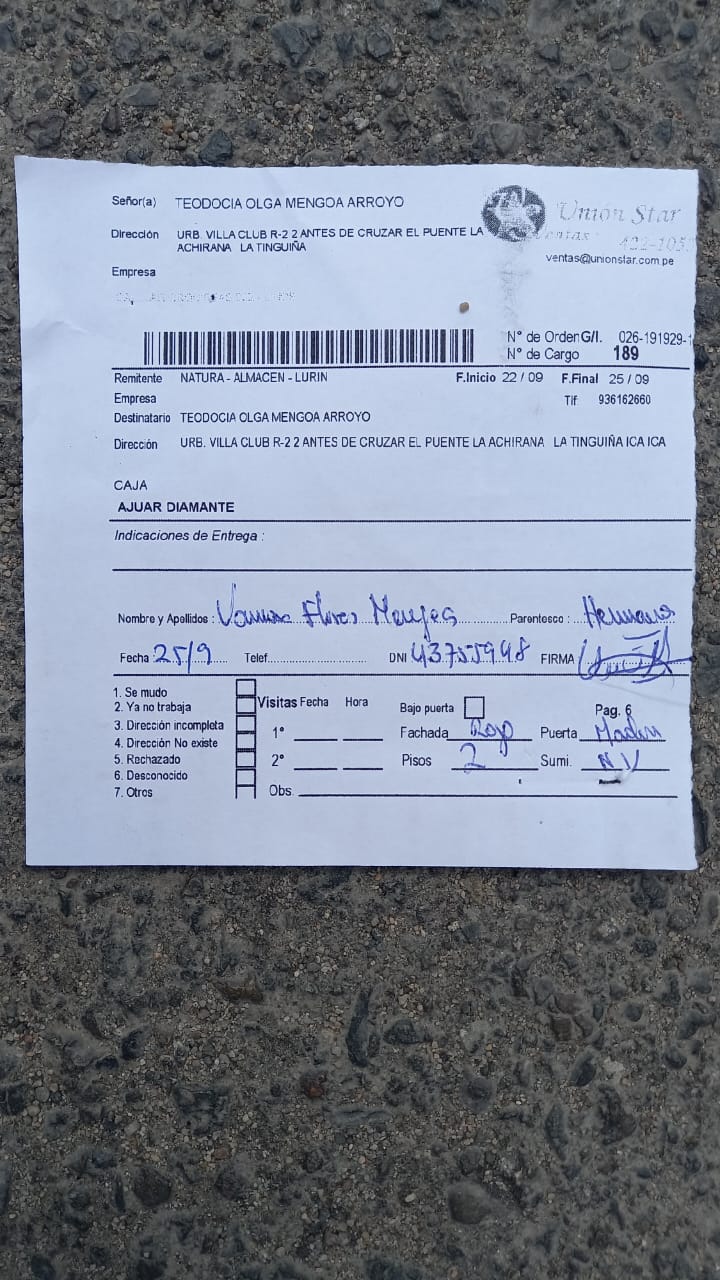 Señor(a) TEODOCIA OLGA MENGOA ARROYO
Unión Star
Dirección URB. VILLA CLUB R-2 2 ANTES DE CRUZAR EL PUENTE LA
ACHIRANA LA TINGUIÑA
ventas@unionstar.com.pe
Empresa
N° de Orden G/I. 026-191929-1
N° de Cargo 189
Remitente NATURA - ALMACEN - LURIN F.Inicio 22 / 09 F.Final 25 / 09
Empresa Tlf 936162660
Destinatario TEODOCIA OLGA MENGOA ARROYO
Dirección URB. VILLA CLUB R-2 2 ANTES DE CRUZAR EL PUENTE LA ACHIRANA LA TINGUIÑA ICA ICA
CAJA
AJUAR DIAMANTE
Indicaciones de Entrega :
Nombre y Apellidos : Flores Parentesco : Hermana
Fecha 25/9 Telef. DNI 43755948 FIRMA
1. Se mudo
2. Ya no trabaja
3. Dirección incompleta
4. Dirección No existe
5. Rechazado
6. Desconocido
7. Otros
Visitas Fecha Hora
1°
2°
Obs
Bajo puerta Pag. 6
Fachada Rojo Puerta Madera
Pisos 2 Sumi. N V